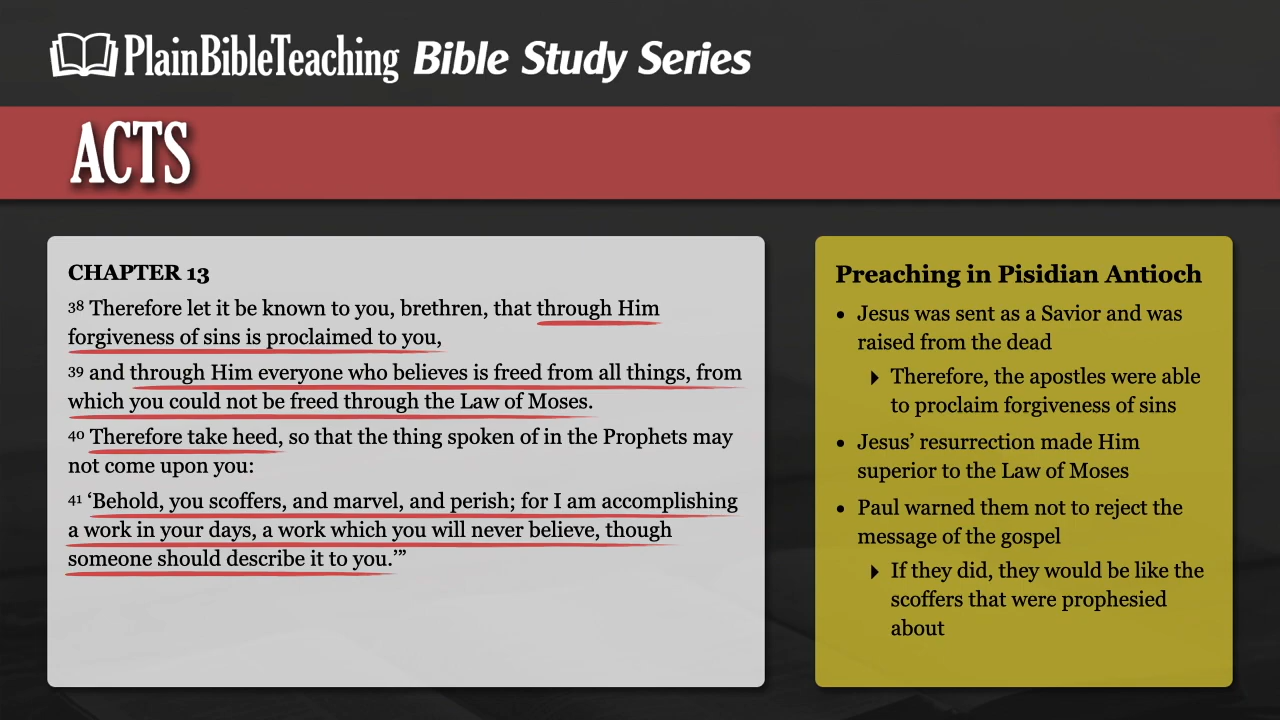 PlainBibleTeaching Bible Study Series
ACTS
CHAPTER 13
38 Therefore let it be known to you, brethren, that through Him
forgiveness of sins is proclaimed to you,
39 and through Him everyone who believes is freed from all things, from
which you could not be freed through the Law of Moses.
40 Therefore take heed, so that the thing spoken of in the Prophets may
not come upon you:
41 ‘Behold, you scoffers, and marvel, and perish; for I am accomplishing
a work in your days, a work which you will never believe, though
someone should describe it to you.’”
Preaching in Pisidian Antioch
• Jesus was sent as a Savior and was
raised from the dead
▸ Therefore, the apostles were able
to proclaim forgiveness of sins
• Jesus’ resurrection made Him
superior to the Law of Moses
• Paul warned them not to reject the
message of the gospel
▸ If they did, they would be like the
scoffers that were prophesied
about